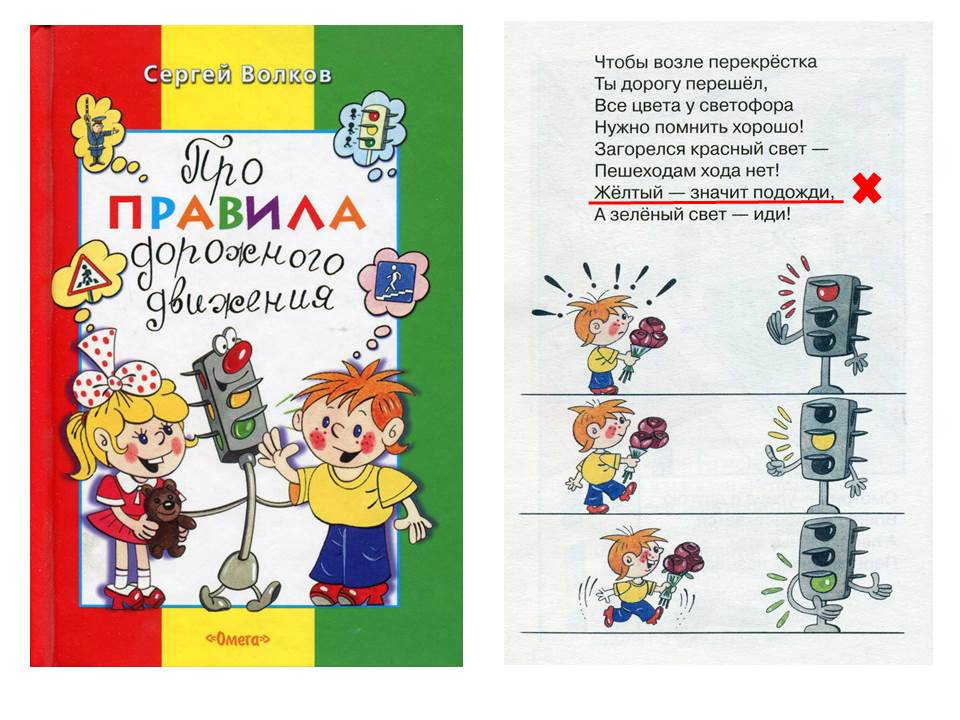 Сергей Волков
Про
ПРАВИЛА
дорожного
движения
«Омега»
Чтобы возле перекрёстка
Ты дорогу перешёл,
Все цвета у светофора
Нужно помнить хорошо!
Загорелся красный свет —
Пешеходам хода нет!
Жёлтый — значит подожди,
А зелёный свет — иди!